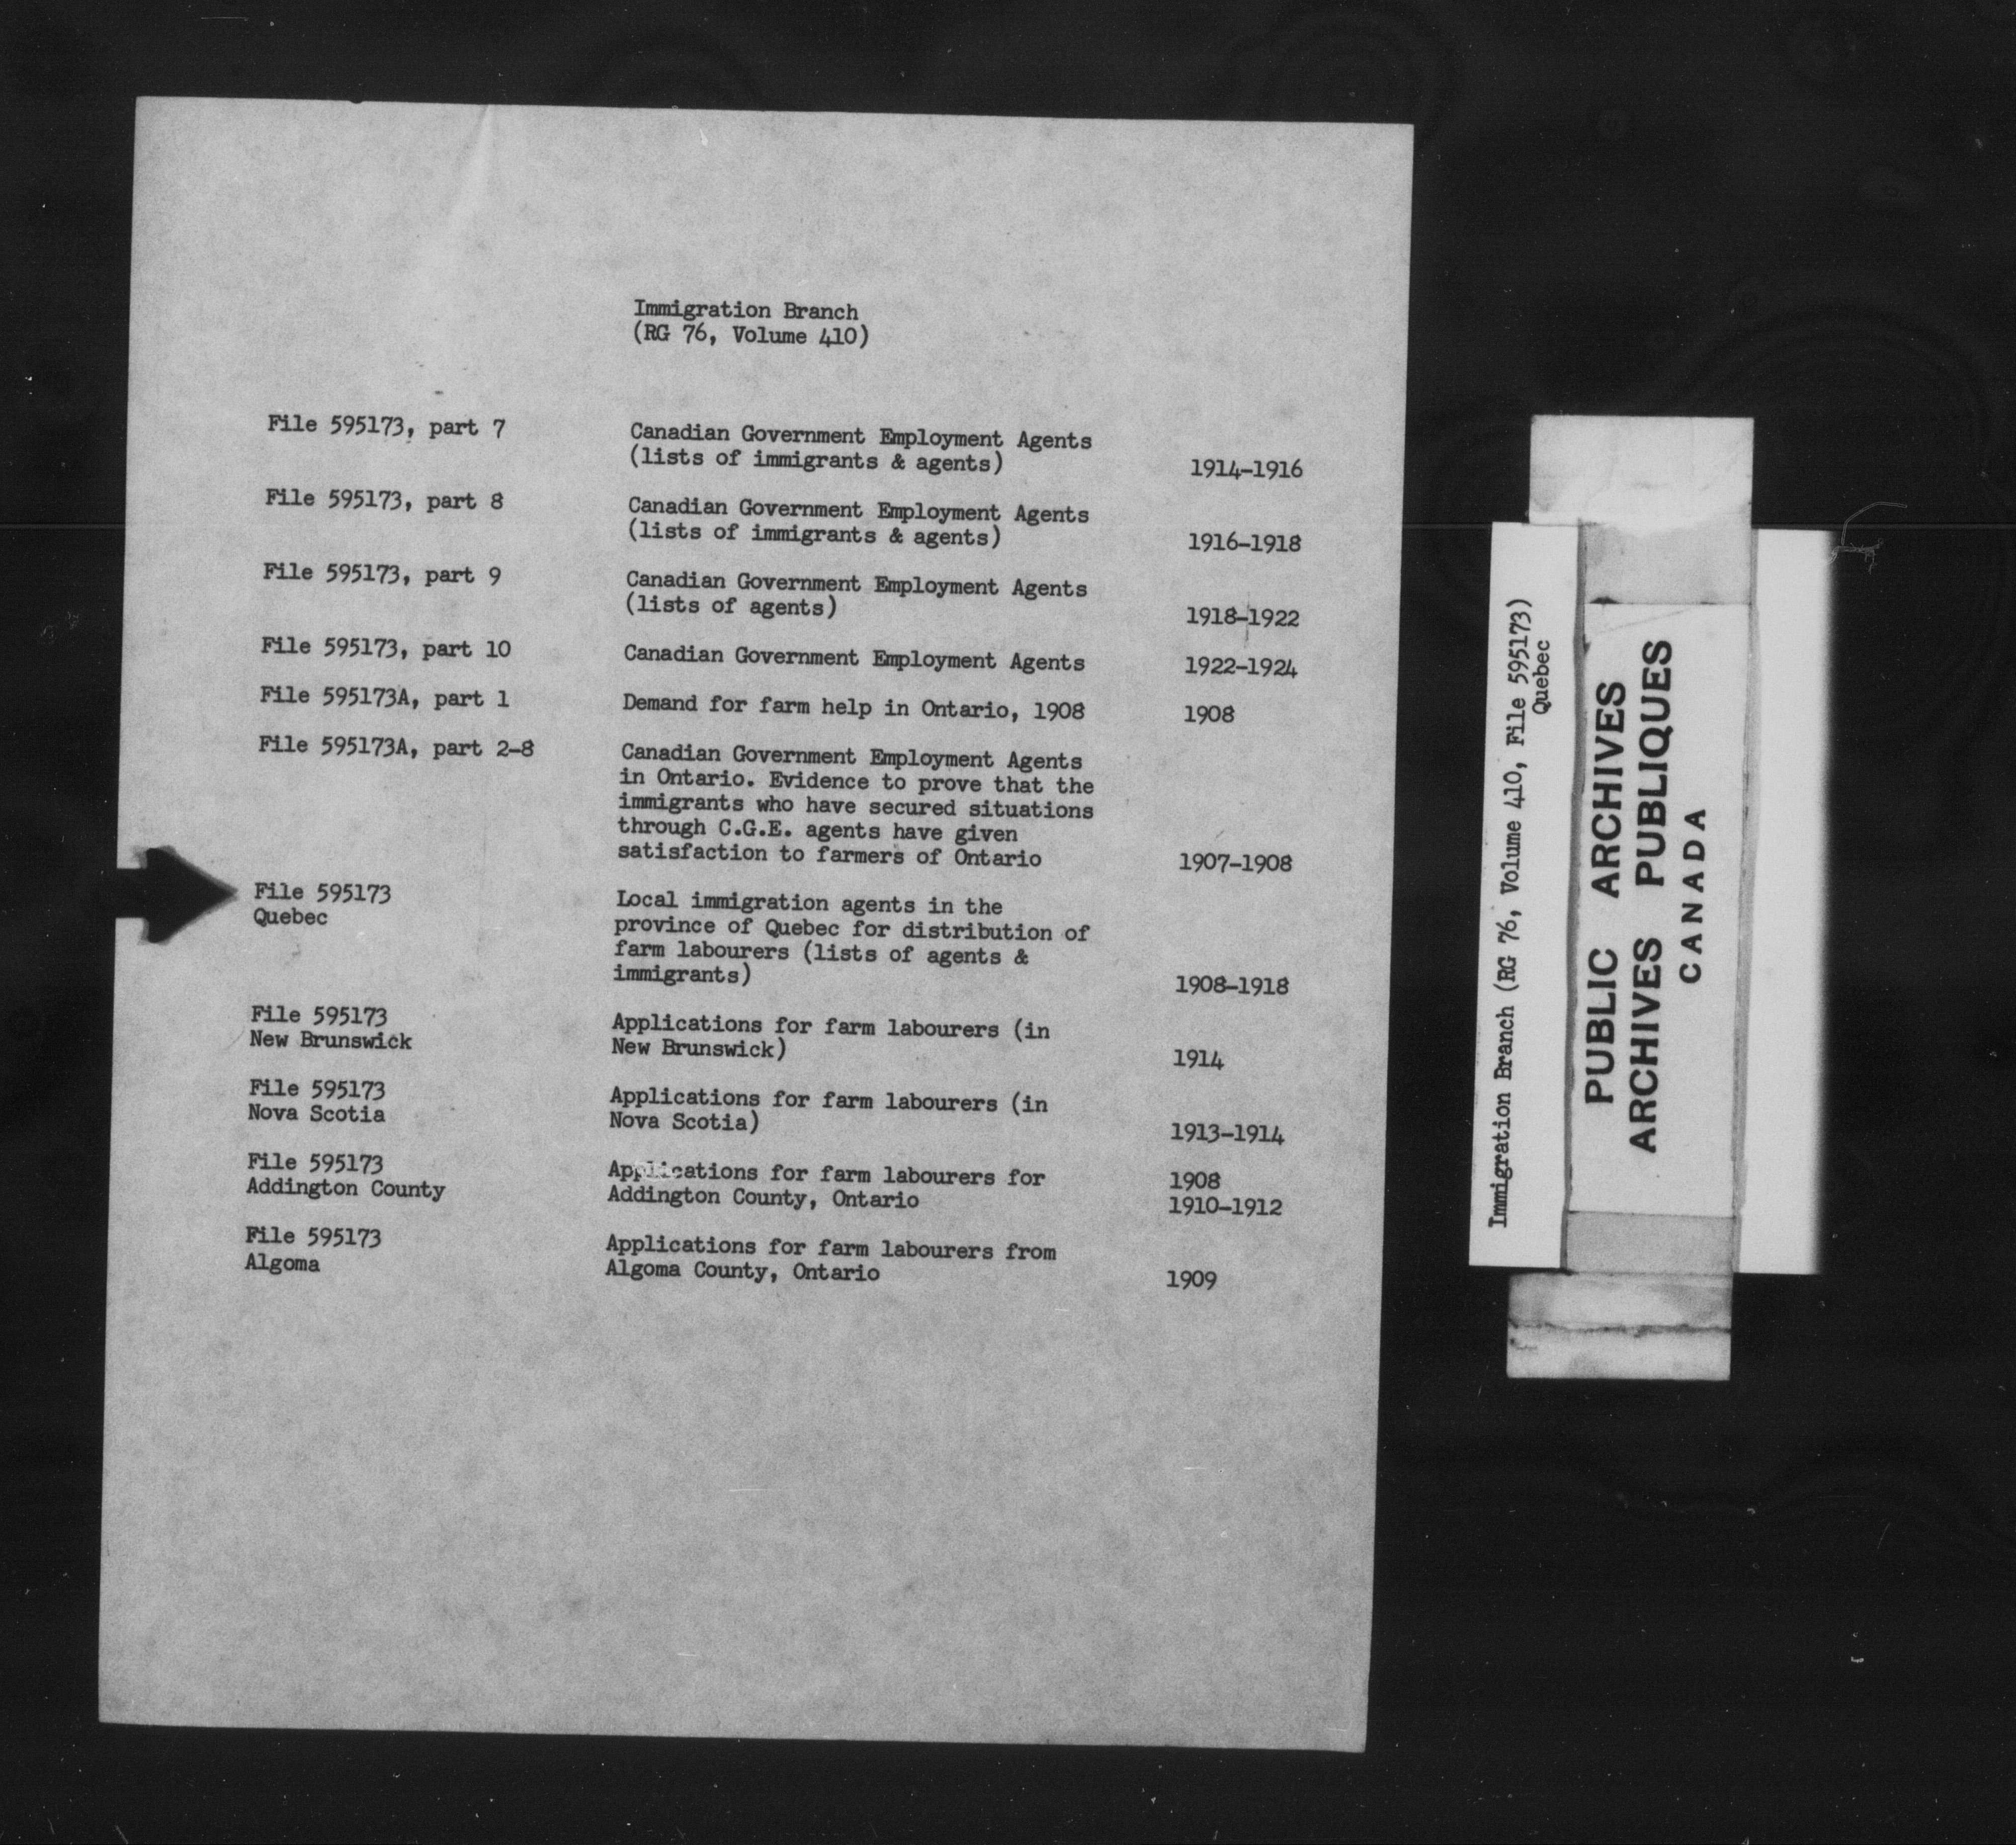 Immigration Branch
(RG 76, Volume 410)
File 595173, part 7
Canadian Government Employment Agents
(lists of immigrants & agents)
1914-1916
File 595173, part 8
Canadian Government Employment Agents
(lists of immigrants & agents)
1916-1918
File 595173, part 9
Canadian Government Employment Agents
(lists of agents)
1918-1922
File 595173, part 10
Canadian Government Employment Agents
1922-1924
File 595173A, part 1
Demand for farm help in Ontario, 1908
1908
File 595173A, part 2-8
Canadian Government Employment Agents
in Ontario. Evidence to prove that the
immigrants who have secured situations
through C.G.E. agents have given
satisfaction to farmers of Ontario
1907-1908
File 595173
Quebec
Local immigration agents in the
province of Quebec for distribution of
farm labourers (lists of agents &
immigrants)
1908-1918
File 595173
New Brunswick
Applications for farm labourers (in
New Brunswick)
1914
File 595173
Nova Scotia
Applications for farm labourers (in
Nova Scotia)
1913-1914
File 595173
Addington County
Applications for farm labourers for
Addington County, Ontario
1908
1910-1912
File 595173
Algoma
Applications for farm labourers from
Algoma County, Ontario
1909
Immigration Branch (RG 76, Volume 410, File 595173)
Quebec
PUBLIC ARCHIVES
ARCHIVES PUBLIQUES
CANADA